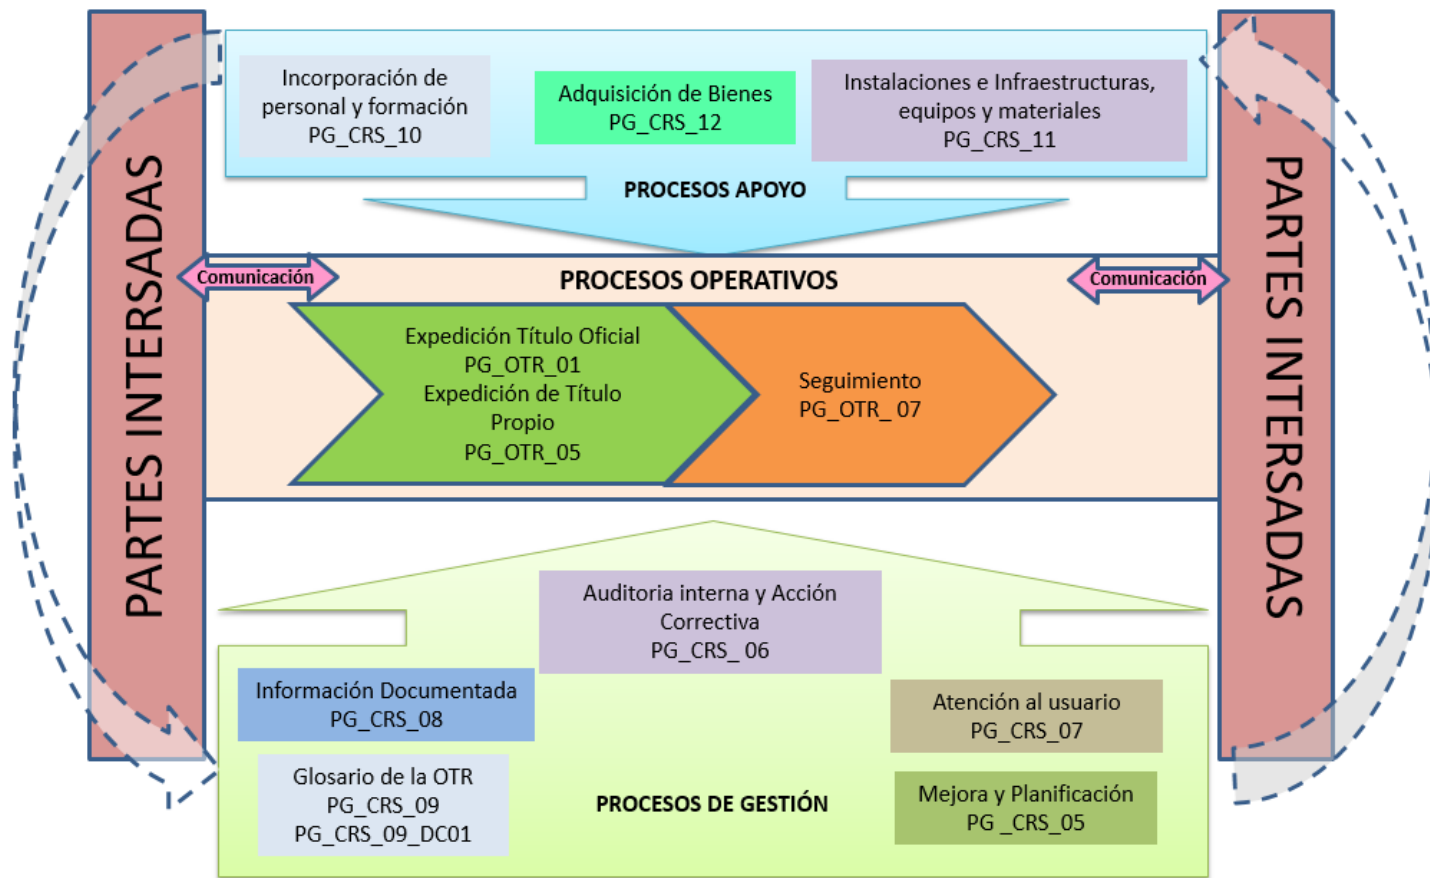 PARTES INTERSADAS
Incorporación de
personal y formación
PG_CRS_10
Adquisición de Bienes
PG_CRS_12
Instalaciones e Infraestructuras,
equipos y materiales
PG_CRS_11
PROCESOS APOYO
PARTES INTERSADAS
Comunicación
PROCESOS OPERATIVOS
Comunicación
Expedición Título Oficial
PG_OTR_01
Expedición de Título
Propio
PG_OTR_05
Seguimiento
PG_OTR_ 07
Auditoria interna y Acción
Correctiva
PG_CRS_ 06
Información Documentada
PG_CRS_08
Atención al usuario
PG_CRS_07
Glosario de la OTR
PG_CRS_09
PG_CRS_09_DC01
PROCESOS DE GESTIÓN
Mejora y Planificación
PG _CRS_05